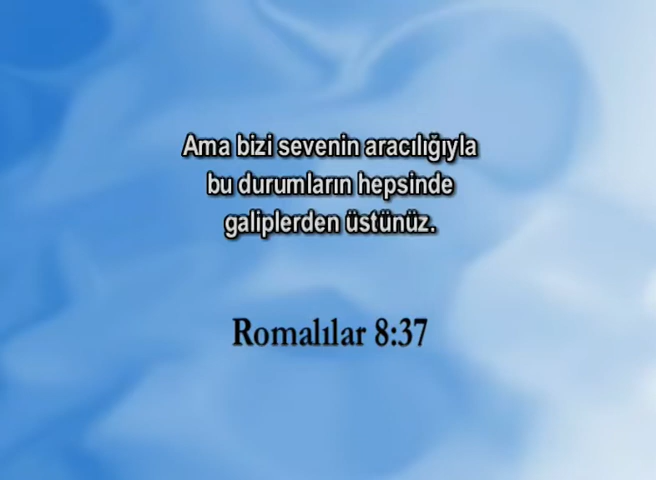 Ama bizi sevenin aracılığıyla
bu durumların hepsinde
galiplerden üstünüz.
Romalılar 8:37